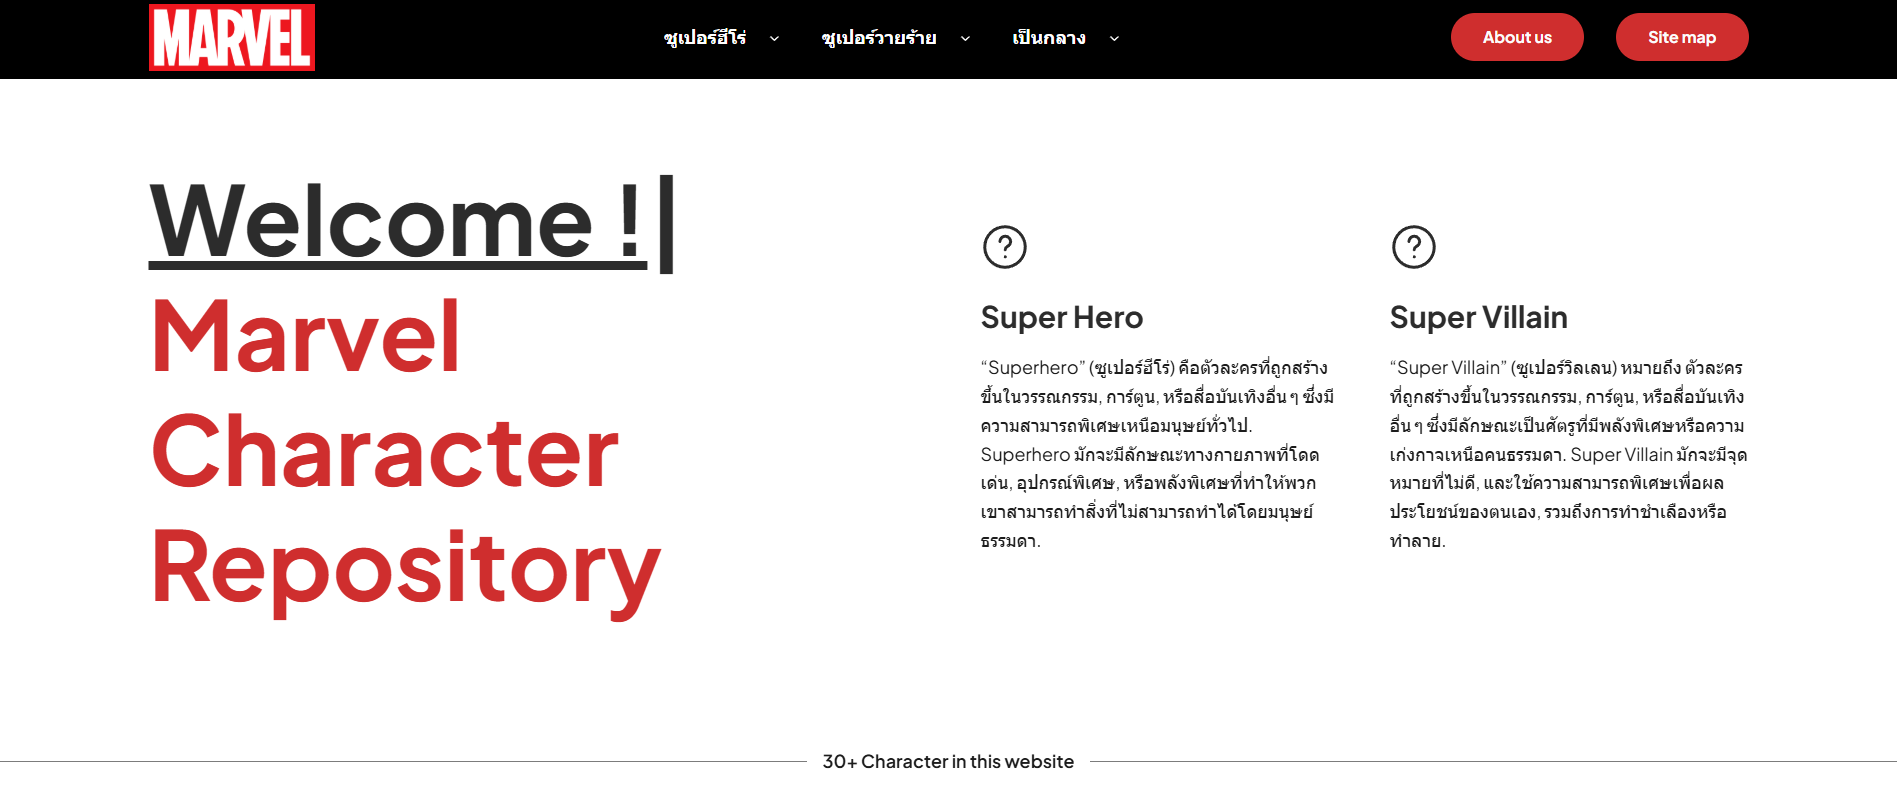 MARVEL
ซูเปอร์ฮีโร่
ซูเปอร์วายร้าย
เป็นกลาง
About us
Site map
Welcome !|
Marvel
Character
Repository
Super Hero
“Superhero” (ซูเปอร์ฮีโร่) คือตัวละครที่ถูกสร้าง
ขึ้นในวรรณกรรม, การ์ตูน, หรือสื่อบันเทิงอื่น ๆ ซึ่งมี
ความสามารถพิเศษเหนือมนุษย์ทั่วไป.
Superhero มักจะมีลักษณะทางกายภาพที่โดด
เด่น, อุปกรณ์พิเศษ, หรือพลังพิเศษที่ทำให้พวก
เขาสามารถทำสิ่งที่ไม่สามารถทำได้โดยมนุษย์
ธรรมดา.
Super Villain
“Super Villain” (ซูเปอร์วิลเลน) หมายถึง ตัวละคร
ที่ถูกสร้างขึ้นในวรรณกรรม, การ์ตูน, หรือสื่อบันเทิง
อื่น ๆ ซึ่งมีลักษณะเป็นศัตรูที่มีพลังพิเศษหรือความ
เก่งกาจเหนือคนธรรมดา. Super Villain มักจะมีจุด
หมายที่ไม่ดี, และใช้ความสามารถพิเศษเพื่อผล
ประโยชน์ของตนเอง, รวมถึงการทำชำเลืองหรือ
ทำลาย.
30+ Character in this website